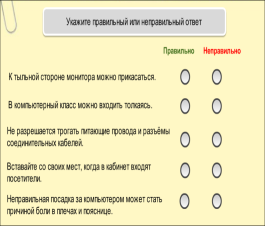 Укажите правильный или неправильный ответ
Правильно Неправильно
К тыльной стороне монитора можно прикасаться.
В компьютерный класс можно входить толкаясь.
Не разрешается трогать питающие провода и разъёмы
соединительных кабелей.
Вставайте со своих мест, когда в кабинет входят
посетители.
Неправильная посадка за компьютером может стать
причиной боли в плечах и пояснице.